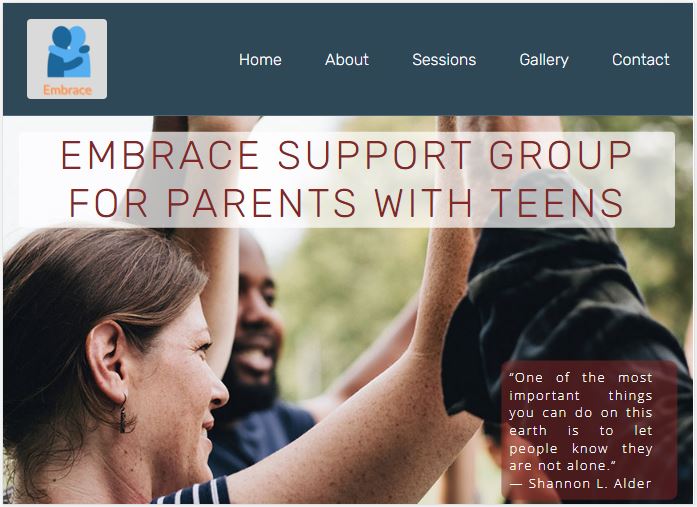 Embrace
Home About Sessions Gallery Contact
EMBRACE SUPPORT GROUP
FOR PARENTS WITH TEENS
“One of the most
important things
you can do on this
earth is to let
people know they
are not alone.”
— Shannon L. Alder